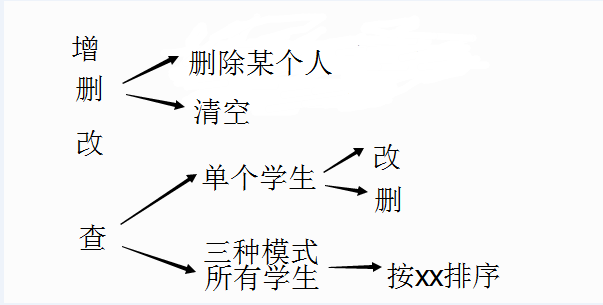 增
删
删除某个人
清空
改
单个学生
改
删
查
三种模式
所有学生
按xx排序